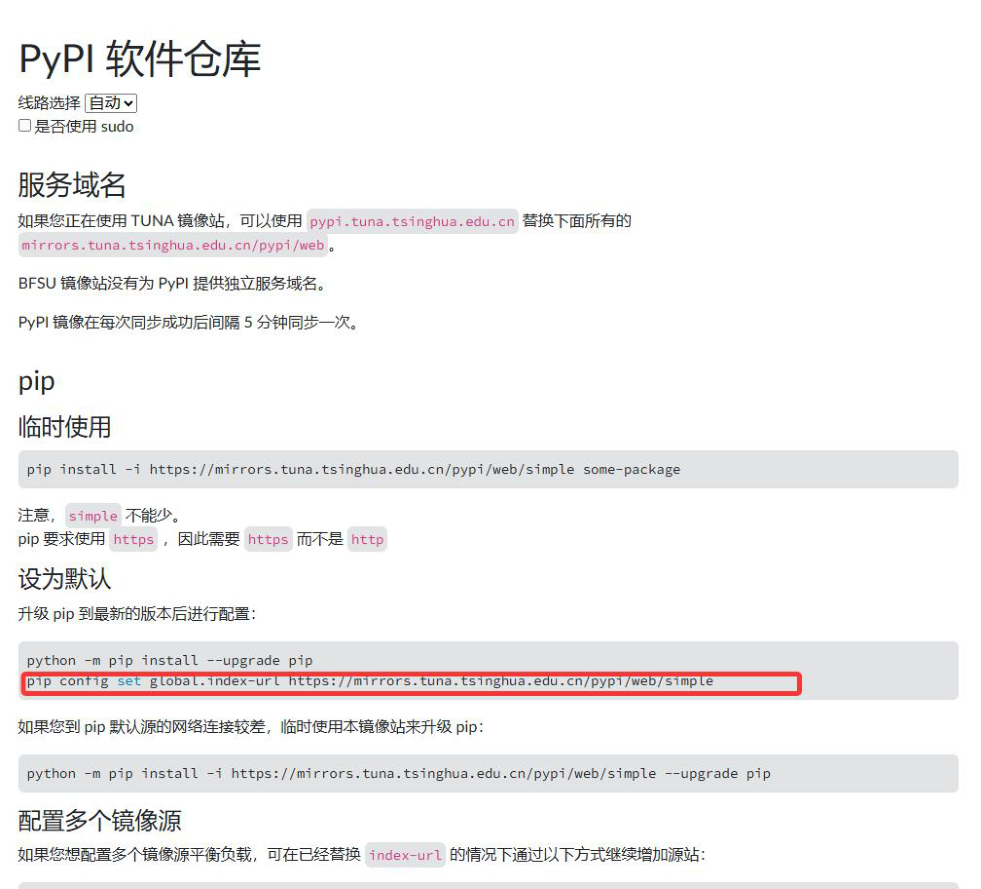 PyPI 软件仓库
线路选择 自动
是否使用 sudo
服务域名
如果您正在使用 TUNA 镜像站，可以使用 pypi.tuna.tsinghua.edu.cn 替换下面所有的
mirrors.tuna.tsinghua.edu.cn/pypi/web。
BFSU 镜像站没有为 PyPI 提供独立服务域名。
PyPI 镜像在每次同步成功后间隔 5 分钟同步一次。
pip
临时使用
pip install -i https://mirrors.tuna.tsinghua.edu.cn/pypi/web/simple some-package
注意，simple 不能少。
pip 要求使用 https ，因此需要 https 而不是 http
设为默认
升级 pip 到最新的版本后进行配置：
python -m pip install --upgrade pip
pip config set global.index-url https://mirrors.tuna.tsinghua.edu.cn/pypi/web/simple
如果您到 pip 默认源的网络连接较差，临时使用本镜像站来升级 pip：
python -m pip install -i https://mirrors.tuna.tsinghua.edu.cn/pypi/web/simple --upgrade pip
配置多个镜像源
如果您想配置多个镜像源平衡负载，可在已经替换 index-url 的情况下通过以下方式继续增加源站：